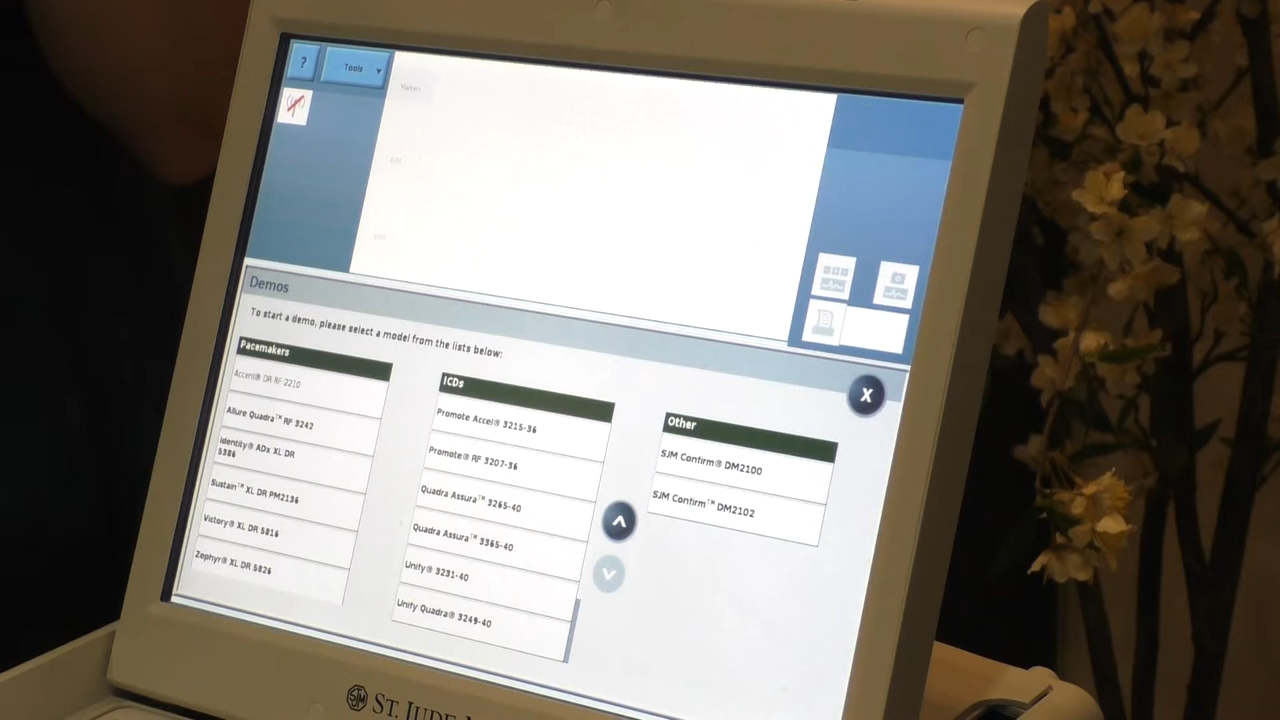 ?
Tools
Markers
Demos
To start a demo, please select a model from the lists below:
Pacemakers
Accent® DR RF 2210
Allure Quadra™ RF 3242
Identity® ADx XL DR
5386
Sustain™ XL DR PM2136
Victory® XL DR 5816
Zephyr® XL DR 5826
ICDs
Promote Accel® 3215-36
Promote® RF 3207-36
Quadra Assura™ 3265-40
Quadra Assura™ 3365-40
Unify® 3231-40
Unify Quadra® 3249-40
Other
SJM Confirm® DM2100
SJM Confirm™ DM2102
X
SJM ST. JUDE